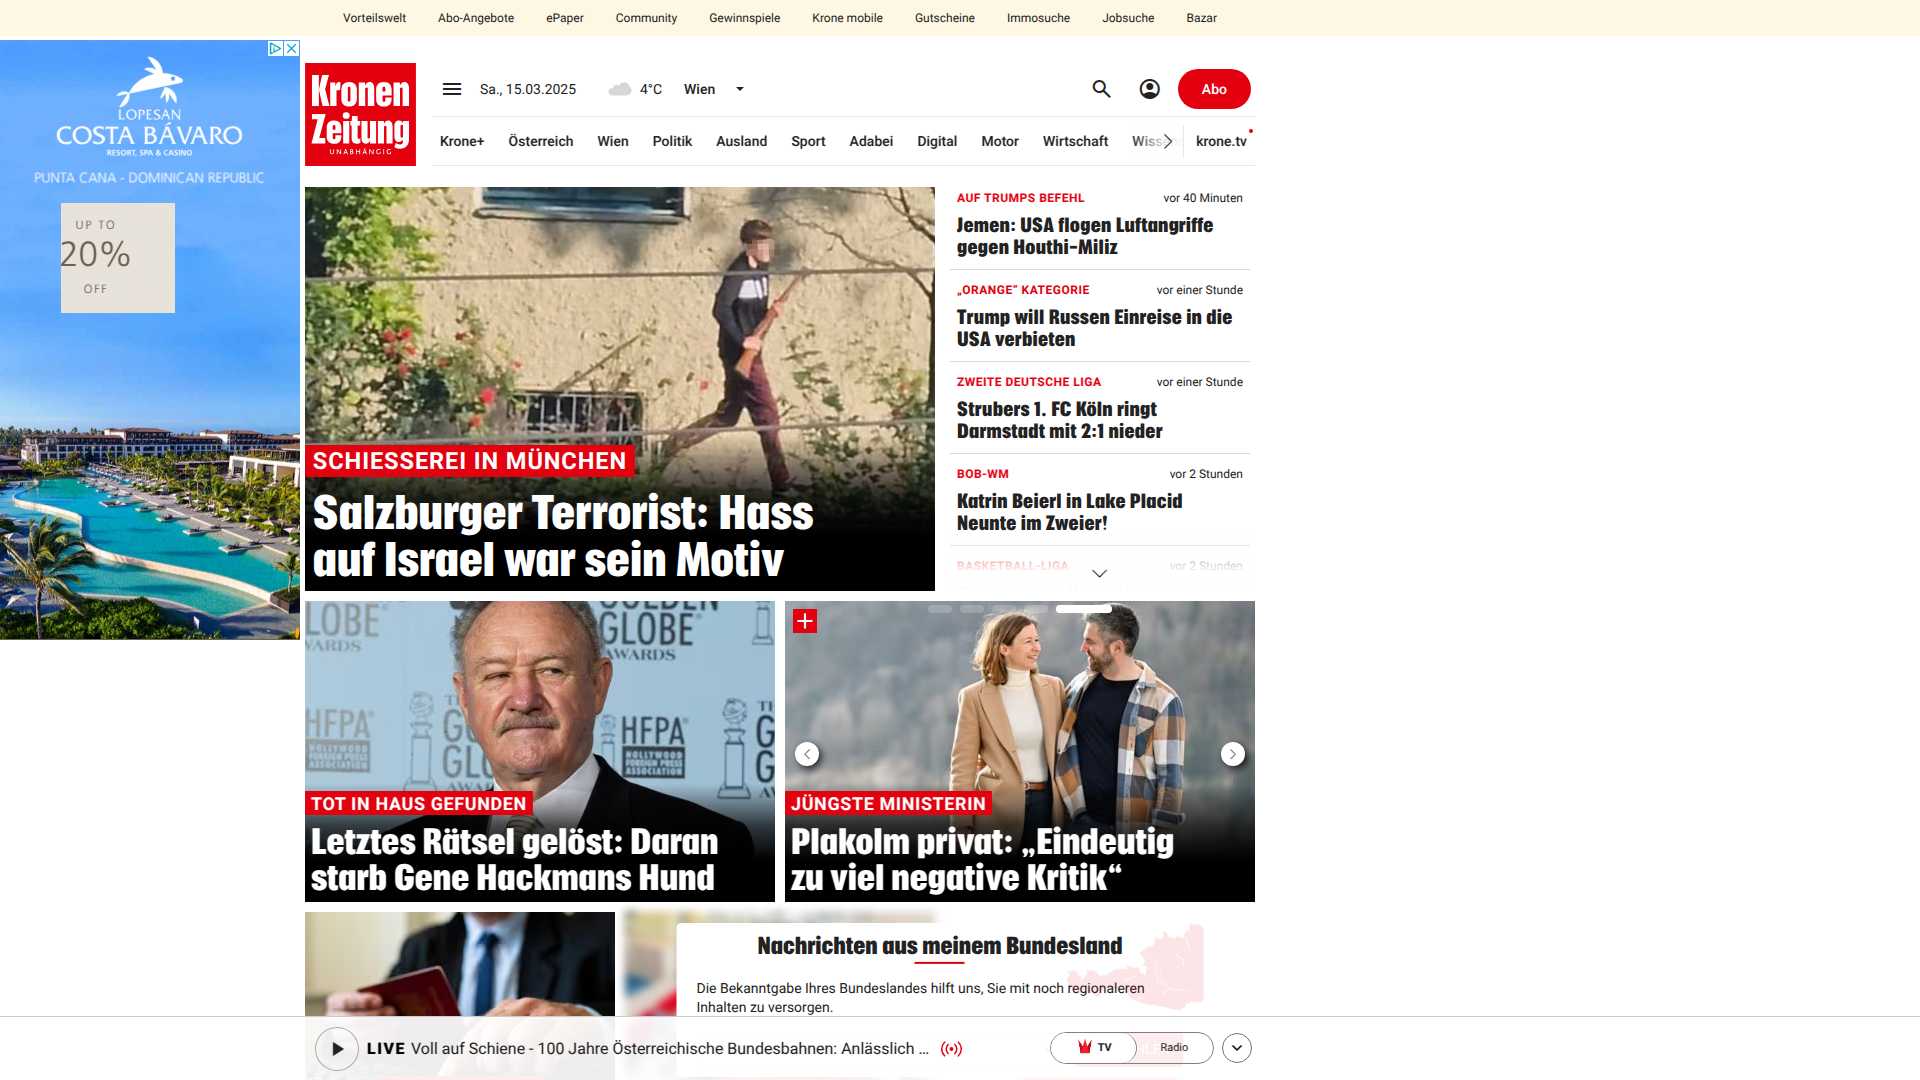 Vorteilswelt Abo-Angebote ePaper Community Gewinnspiele Krone mobile Gutscheine Immosuche Jobsuche Bazar
LOPESAN
COSTA BÁVARO
RESORT, SPA & CASINO
PUNTA CANA - DOMINICAN REPUBLIC
UP TO
20%
OFF
Kronen
Zeitung
UNABHÄNGIG
Sa., 15.03.2025 4°C Wien
Abo
Krone+ Österreich Wien Politik Ausland Sport Adabei Digital Motor Wirtschaft krone.tv
SCHIESSEREI IN MÜNCHEN
Salzburger Terrorist: Hass
auf Israel war sein Motiv
AUF TRUMPS BEFEHL vor 40 Minuten
Jemen: USA flogen Luftangriffe
gegen Houthi-Miliz
„ORANGE“ KATEGORIE vor einer Stunde
Trump will Russen Einreise in die
USA verbieten
ZWEITE DEUTSCHE LIGA vor einer Stunde
Strubers 1. FC Köln ringt
Darmstadt mit 2:1 nieder
BOB-WM vor 2 Stunden
Katrin Beierl in Lake Placid
Neunte im Zweier!
BASKETBALL-LIGA vor 2 Stunden
GLOBE
AWARDS
HFPA
HOLLYWOOD
FOREIGN PRESS
ASSOCIATION
TOT IN HAUS GEFUNDEN
Letztes Rätsel gelöst: Daran
starb Gene Hackmans Hund
JÜNGSTE MINISTERIN
Plakolm privat: „Eindeutig
zu viel negative Kritik“
Nachrichten aus meinem Bundesland
Die Bekanntgabe Ihres Bundeslandes hilft uns, Sie mit noch regionaleren
Inhalten zu versorgen.
LIVE Voll auf Schiene - 100 Jahre Österreichische Bundesbahnen: Anlässlich ...
TV Radio